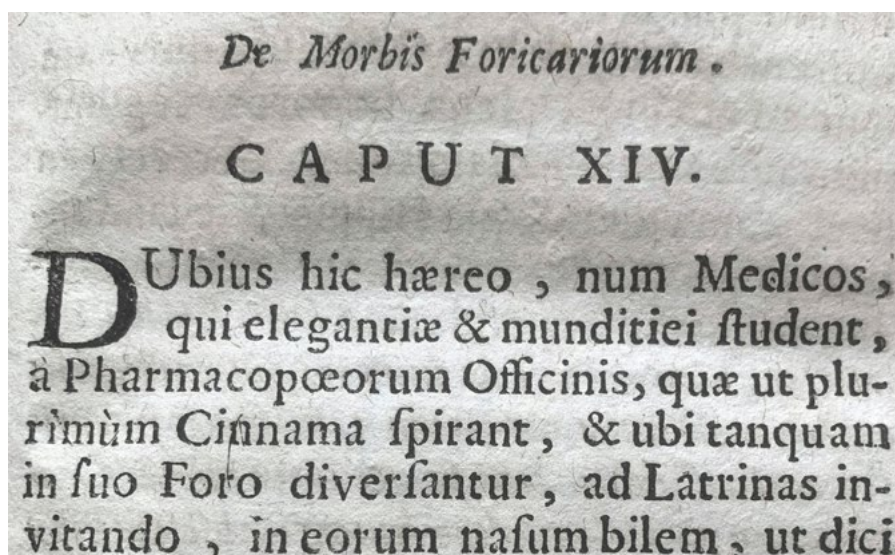 De Morbis Foricariorum.
CAPUT XIV.
DUbius hic hæreo, num Medicos,
qui elegantiæ & munditiei ſtudent,
à Pharmacopœorum Officinis, quæ ut plu-
rimùm Cinnama ſpirant, & ubi tanquam
in ſuo Foro diverſantur, ad Latrinas in-
vitando, in eorum naſum bilem, ut dici